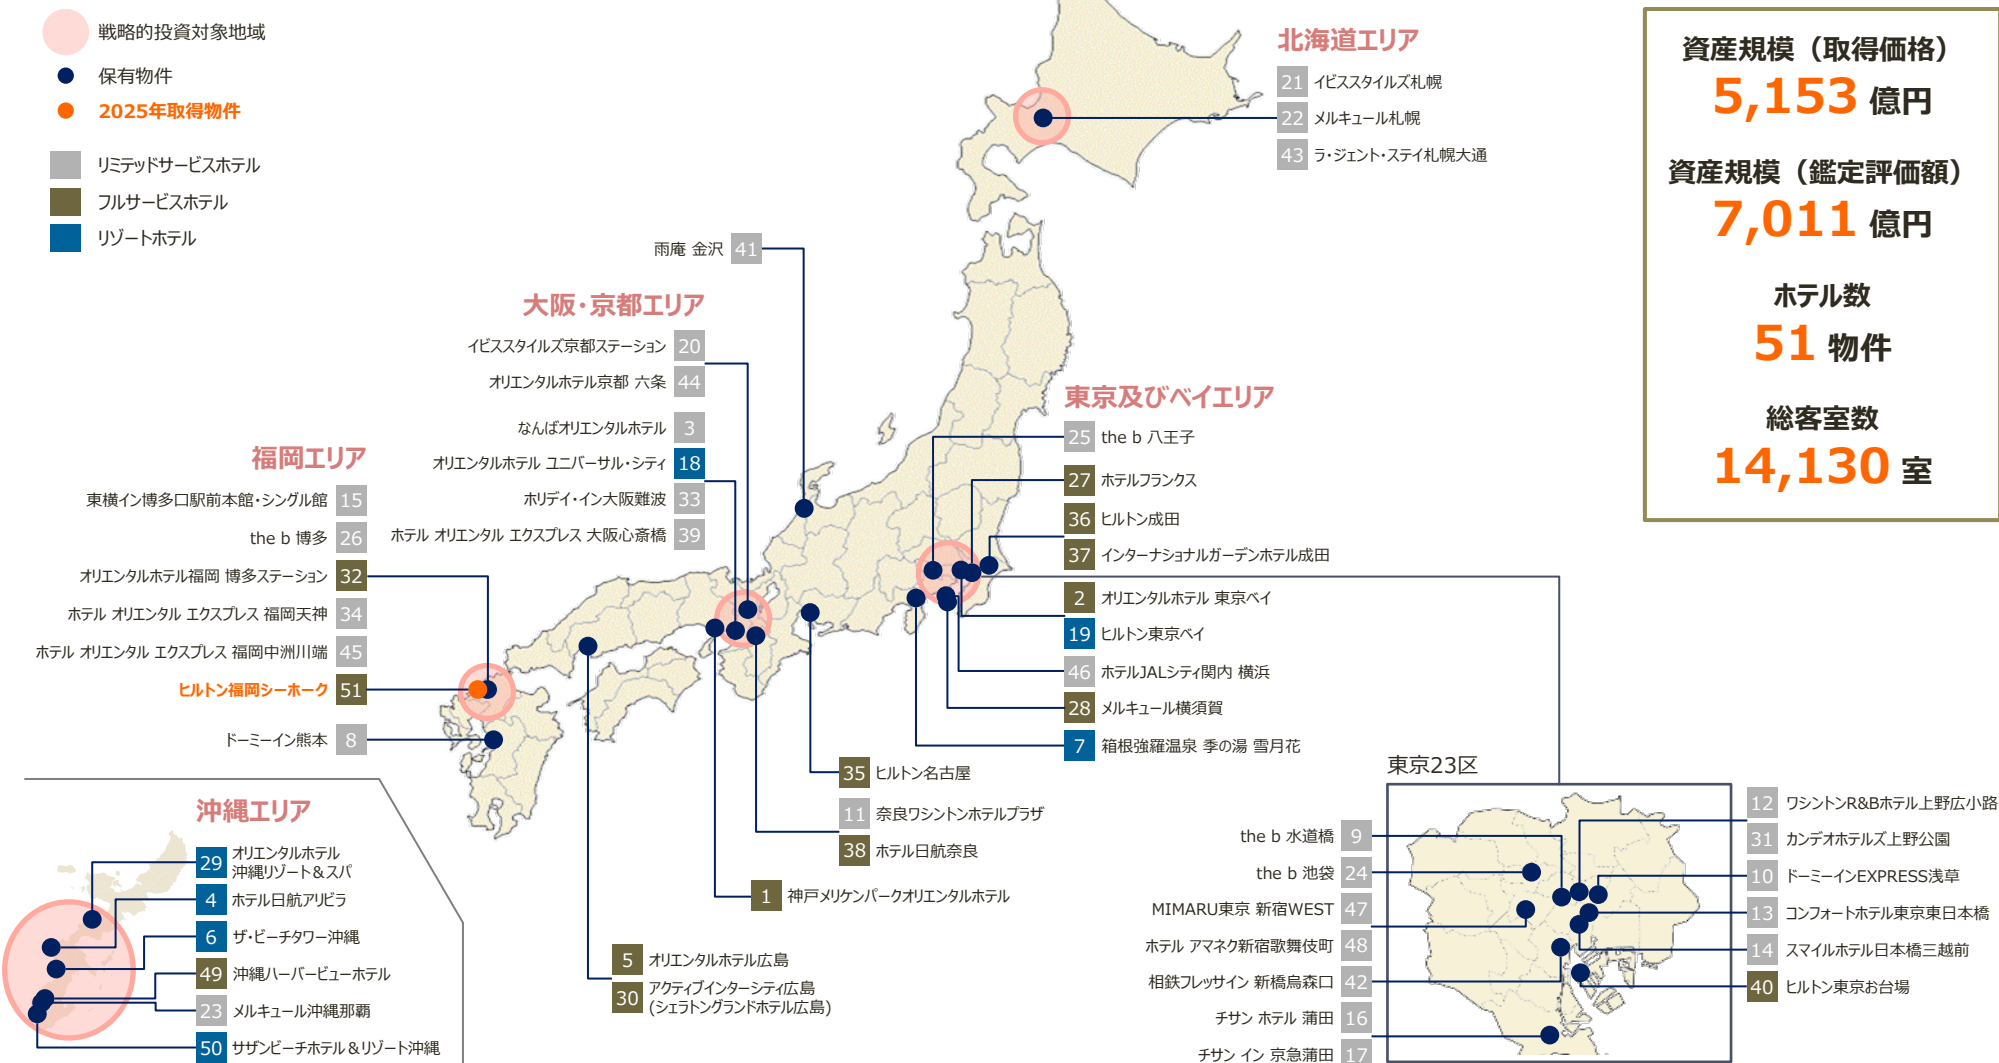 戦略的投資対象地域
保有物件
2025年取得物件
リミテッドサービスホテル
フルサービスホテル
リゾートホテル
北海道エリア
21 イビススタイルズ札幌
22 メルキュール札幌
43 ラ・ジェント・ステイ札幌大通
資産規模（取得価格）
5,153 億円
資産規模（鑑定評価額）
7,011 億円
ホテル数
51 物件
総客室数
14,130 室
雨庵 金沢 41
大阪・京都エリア
イビススタイルズ京都ステーション 20
オリエンタルホテル京都 六条 44
なんばオリエンタルホテル 3
オリエンタルホテル ユニバーサル・シティ 18
ホリデイ・イン大阪難波 33
ホテル オリエンタル エクスプレス 大阪心斎橋 39
福岡エリア
東横イン博多口駅前本館・シングル館 15
the b 博多 26
オリエンタルホテル福岡 博多ステーション 32
ホテル オリエンタル エクスプレス 福岡天神 34
ホテル オリエンタル エクスプレス 福岡中洲川端 45
ヒルトン福岡シーホーク 51
ドーミーイン熊本 8
東京及びベイエリア
25 the b 八王子
27 ホテルフランクス
36 ヒルトン成田
37 インターナショナルガーデンホテル成田
2 オリエンタルホテル 東京ベイ
19 ヒルトン東京ベイ
46 ホテルJALシティ関内 横浜
28 メルキュール横須賀
7 箱根強羅温泉 季の湯 雪月花
35 ヒルトン名古屋
11 奈良ワシントンホテルプラザ
38 ホテル日航奈良
1 神戸メリケンパークオリエンタルホテル
5 オリエンタルホテル広島
30 アクティブインターシティ広島
(シェラトングランドホテル広島)
沖縄エリア
29 オリエンタルホテル
沖縄リゾート＆スパ
4 ホテル日航アリビラ
6 ザ・ビーチタワー沖縄
49 沖縄ハーバービューホテル
23 メルキュール沖縄那覇
50 サザンビーチホテル＆リゾート沖縄
東京23区
the b 水道橋 9
the b 池袋 24
MIMARU東京 新宿WEST 47
ホテル アマネク新宿歌舞伎町 48
相鉄フレッサイン 新橋烏森口 42
チサン ホテル 蒲田 16
チサン イン 京急蒲田 17
12 ワシントンR&Bホテル上野広小路
31 カンデオホテルズ上野公園
10 ドーミーインEXPRESS浅草
13 コンフォートホテル東京東日本橋
14 スマイルホテル日本橋三越前
40 ヒルトン東京お台場